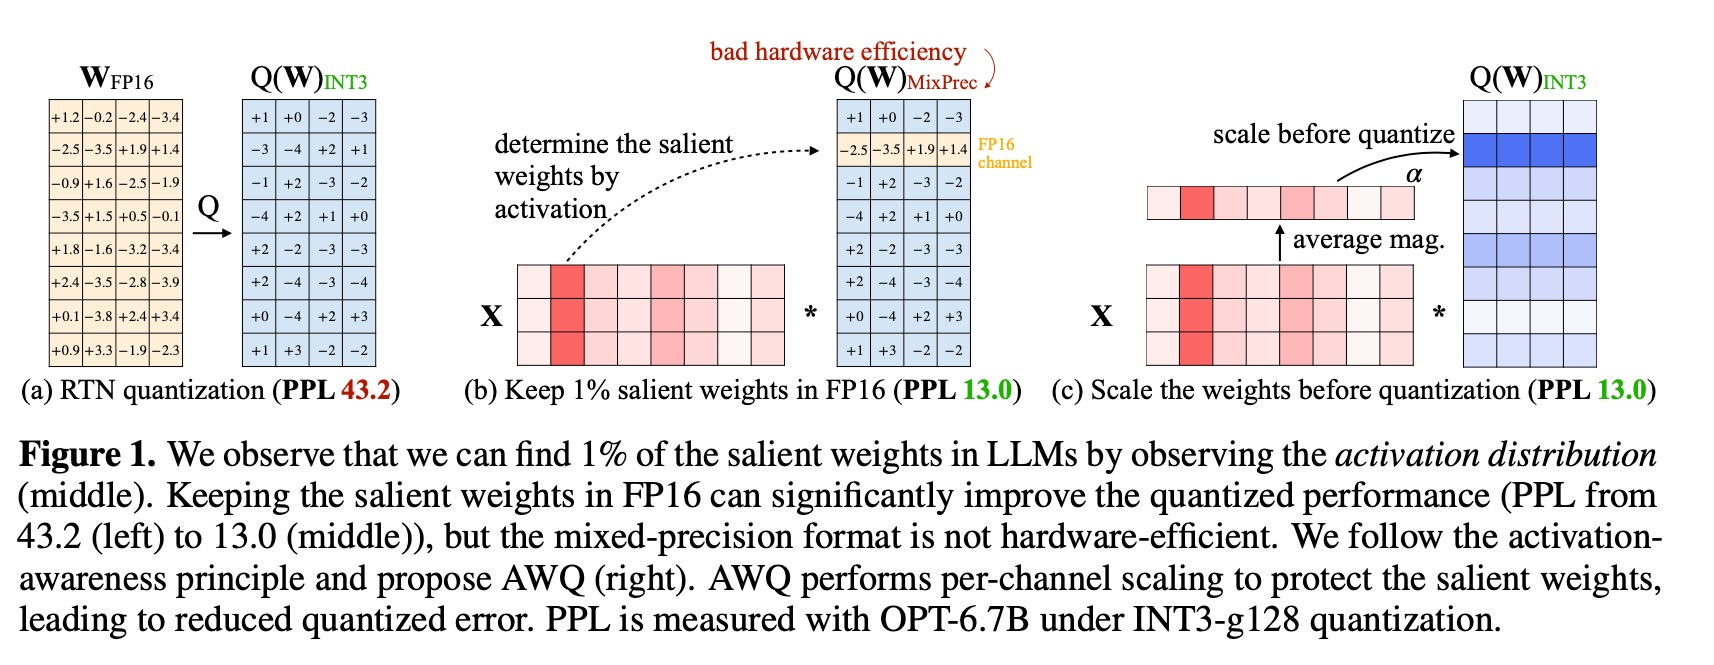 bad hardware efficiency
W_FP16
Q(W)_INT3
Q(W)_MixPrec
Q(W)_INT3
+1.2 −0.2 −2.4 −3.4
−2.5 −3.5 +1.9 +1.4
−0.9 +1.6 −2.5 −1.9
−3.5 +1.5 +0.5 −0.1
+1.8 −1.6 −3.2 −3.4
+2.4 −3.5 −2.8 −3.9
+0.1 −3.8 +2.4 +3.4
+0.9 +3.3 −1.9 −2.3
Q
+1 +0 −2 −3
−3 −4 +2 +1
−1 +2 −3 −2
−4 +2 +1 +0
+2 −2 −3 −3
+2 −4 −3 −4
+0 −4 +2 +3
+1 +3 −2 −2
(a) RTN quantization (PPL 43.2)
determine the salient
weights by
activation
X
*
+1 +0 −2 −3
−2.5 −3.5 +1.9 +1.4
−1 +2 −3 −2
−4 +2 +1 +0
+2 −2 −3 −3
+2 −4 −3 −4
+0 −4 +2 +3
+1 +3 −2 −2
FP16
channel
(b) Keep 1% salient weights in FP16 (PPL 13.0)
scale before quantize
α
average mag.
X
*
(c) Scale the weights before quantization (PPL 13.0)
Figure 1. We observe that we can find 1% of the salient weights in LLMs by observing the activation distribution
(middle). Keeping the salient weights in FP16 can significantly improve the quantized performance (PPL from
43.2 (left) to 13.0 (middle)), but the mixed-precision format is not hardware-efficient. We follow the activation-
awareness principle and propose AWQ (right). AWQ performs per-channel scaling to protect the salient weights,
leading to reduced quantized error. PPL is measured with OPT-6.7B under INT3-g128 quantization.